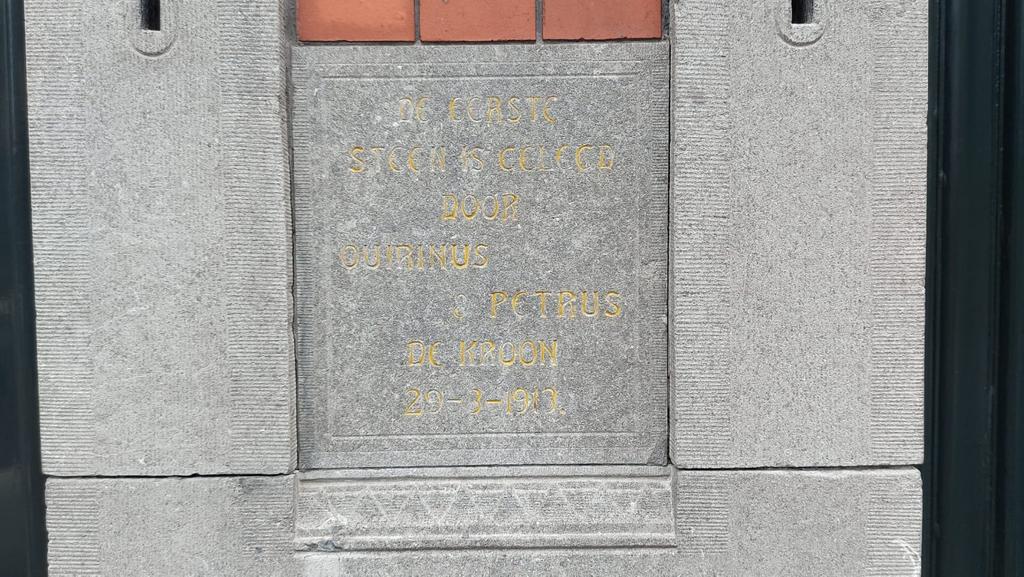 DE EERSTE
STEEN IS GELEGD
DOOR
QUIRINUS
& PETRUS
DE KROON
29-3-1913.